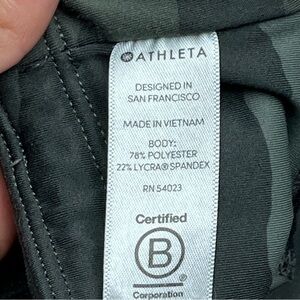 ATHLETA
DESIGNED IN
SAN FRANCISCO
MADE IN VIETNAM
BODY:
78% POLYESTER
22% LYCRA® SPANDEX
RN 54023
Certified
B
®
Corporation